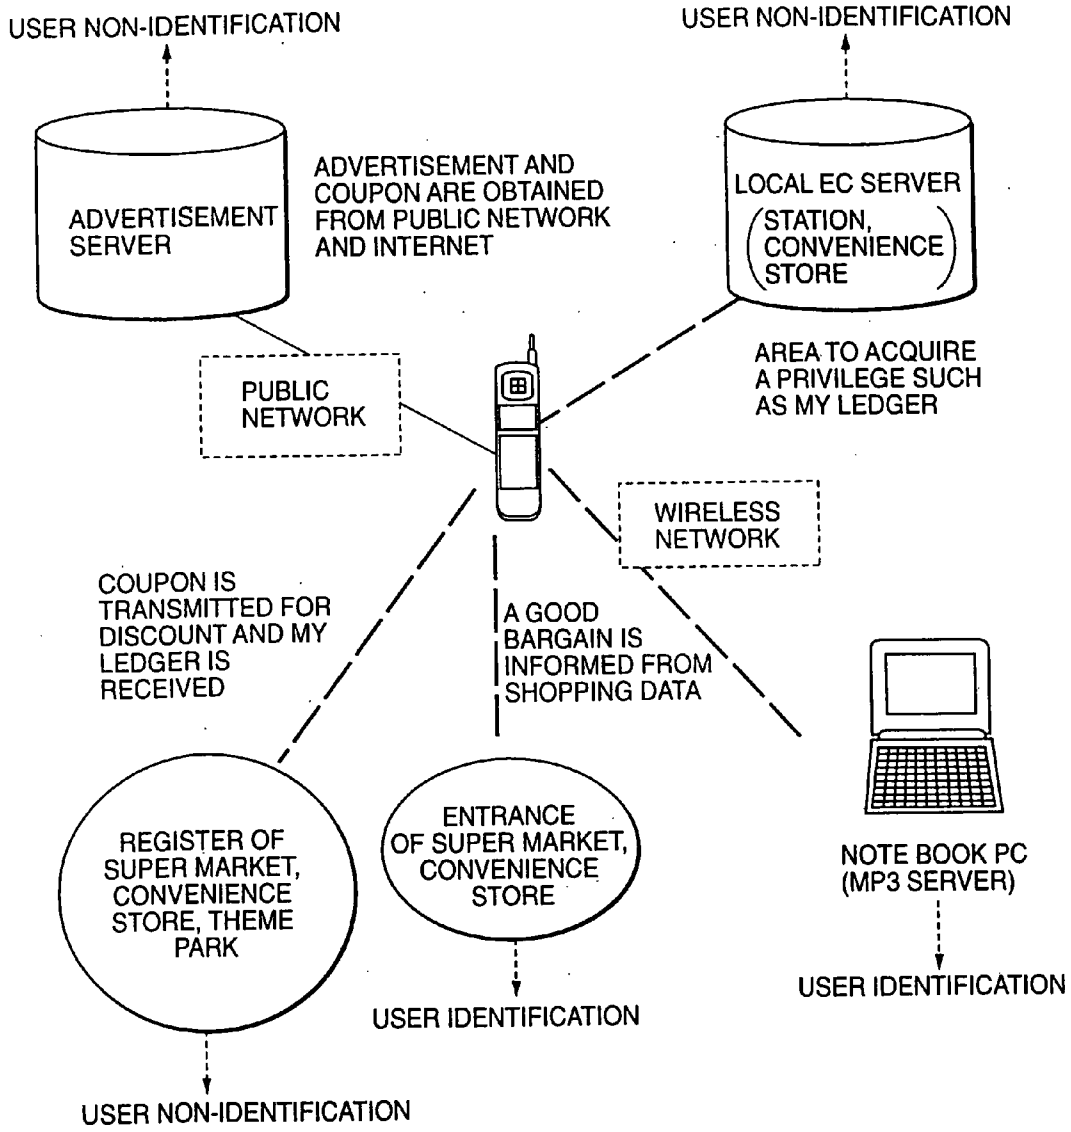 USER NON-IDENTIFICATION
USER NON-IDENTIFICATION
ADVERTISEMENT
SERVER
ADVERTISEMENT AND
COUPON ARE OBTAINED
FROM PUBLIC NETWORK
AND INTERNET
LOCAL EC SERVER
(STATION,
CONVENIENCE
STORE)
AREA TO ACQUIRE
A PRIVILEGE SUCH
AS MY LEDGER
PUBLIC
NETWORK
WIRELESS
NETWORK
COUPON IS
TRANSMITTED FOR
DISCOUNT AND MY
LEDGER IS
RECEIVED
A GOOD
BARGAIN IS
INFORMED FROM
SHOPPING DATA
REGISTER OF
SUPER MARKET,
CONVENIENCE
STORE, THEME
PARK
ENTRANCE
OF SUPER MARKET,
CONVENIENCE
STORE
NOTE BOOK PC
(MP3 SERVER)
USER IDENTIFICATION
USER IDENTIFICATION
USER NON-IDENTIFICATION